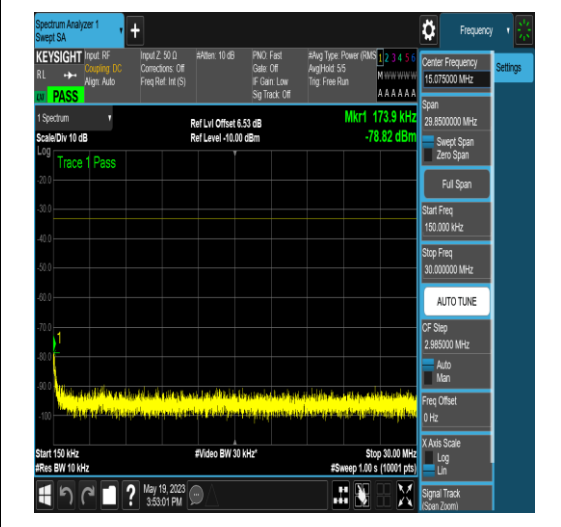 Spectrum Analyzer 1
Swept SA
Frequency
KEYSIGHT
RL
PASS
Input: RF
Coupling: DC
Align: Auto
Input Z: 50 Ω
Corrections: Off
Freq Ref: Int (S)
#Atten: 10 dB
PNO: Fast
Gate: Off
IF Gain: Low
Sig Track: Off
#Avg Type: Power (RMS
Avg|Hold: 5/5
Trig: Free Run
1 2 3 4 5 6
M W W W W W
A A A A A A
1 Spectrum
Scale/Div 10 dB
Ref Lvl Offset 6.53 dB
Ref Level -10.00 dBm
Mkr1 173.9 kHz
-78.82 dBm
Log
Trace 1 Pass
-20.0
-30.0
-40.0
-50.0
-60.0
-70.0
1
-80.0
-90.0
-100
Start 150 kHz
#Res BW 10 kHz
#Video BW 30 kHz*
Stop 30.00 MHz
#Sweep 1.00 s (10001 pts)
May 19, 2023
3:53:01 PM
Settings
Center Frequency
15.075000 MHz
Span
29.8500000 MHz
Swept Span
Zero Span
Full Span
Start Freq
150.000 kHz
Stop Freq
30.000000 MHz
AUTO TUNE
CF Step
2.985000 MHz
Auto
Man
Freq Offset
0 Hz
X Axis Scale
Log
Lin
Signal Track
(Span Zoom)